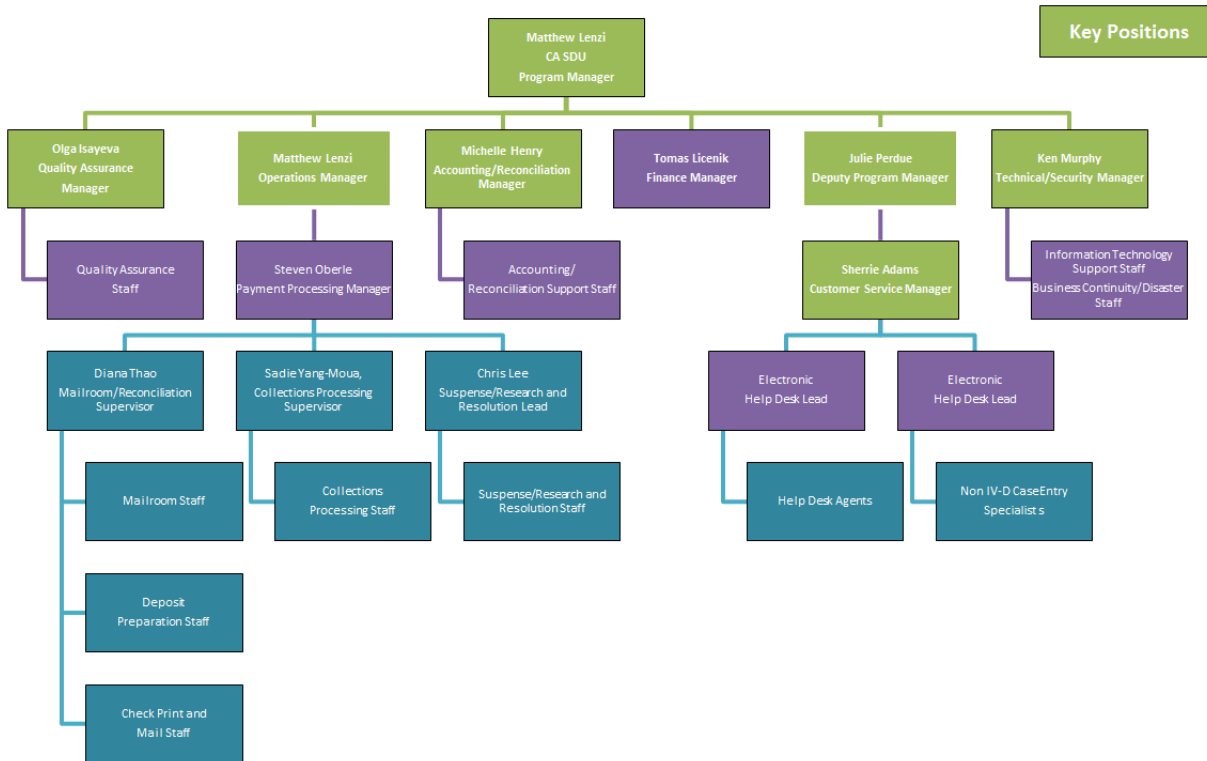 Key Positions
Matthew Lenzi
CA SDU
Program Manager
Olga Isayeva
Quality Assurance
Manager
Matthew Lenzi
Operations Manager
Michelle Henry
Accounting/Reconciliation
Manager
Tomas Licenik
Finance Manager
Julie Perdue
Deputy Program Manager
Ken Murphy
Technical/Security Manager
Quality Assurance
Staff
Steven Oberle
Payment Processing Manager
Accounting/
Reconciliation Support Staff
Sherrie Adams
Customer Service Manager
Information Technology
Support Staff
Business Continuity/Disaster
Staff
Diana Thao
Mailroom/Reconciliation
Supervisor
Sadie Yang-Moua,
Collections Processing
Supervisor
Chris Lee
Suspense/Research and
Resolution Lead
Electronic
Help Desk Lead
Electronic
Help Desk Lead
Mailroom Staff
Collections
Processing Staff
Suspense/Research and
Resolution Staff
Help Desk Agents
Non IV-D CaseEntry
Specialists
Deposit
Preparation Staff
Check Print and
Mail Staff